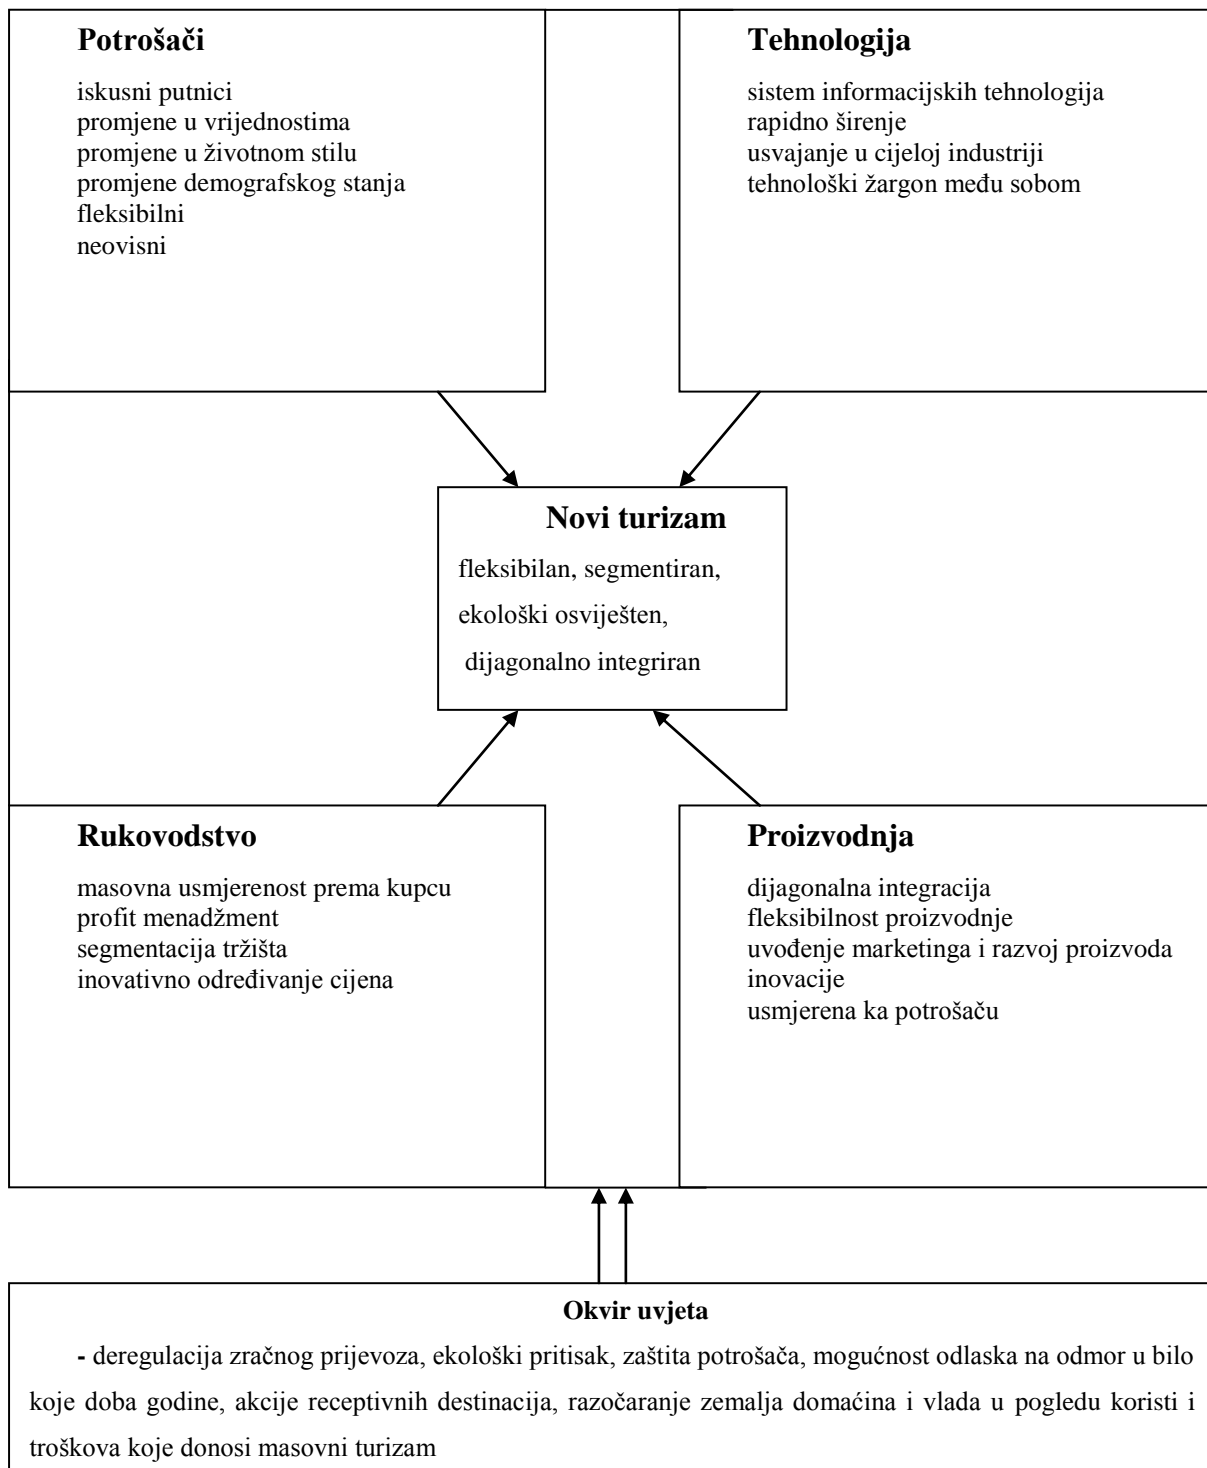 Potrošači
iskusni putnici
promjene u vrijednostima
promjene u životnom stilu
promjene demografskog stanja
fleksibilni
neovisni
Tehnologija
sistem informacijskih tehnologija
rapidno širenje
usvajanje u cijeloj industriji
tehnološki žargon među sobom
Novi turizam
fleksibilan, segmentiran,
ekološki osviješten,
dijagonalno integriran
Rukovodstvo
masovna usmjerenost prema kupcu
profit menadžment
segmentacija tržišta
inovativno određivanje cijena
Proizvodnja
dijagonalna integracija
fleksibilnost proizvodnje
uvođenje marketinga i razvoj proizvoda
inovacije
usmjerena ka potrošaču
Okvir uvjeta
- deregulacija zračnog prijevoza, ekološki pritisak, zaštita potrošača, mogućnost odlaska na odmor u bilo
koje doba godine, akcije receptivnih destinacija, razočaranje zemalja domaćina i vlada u pogledu koristi i
troškova koje donosi masovni turizam